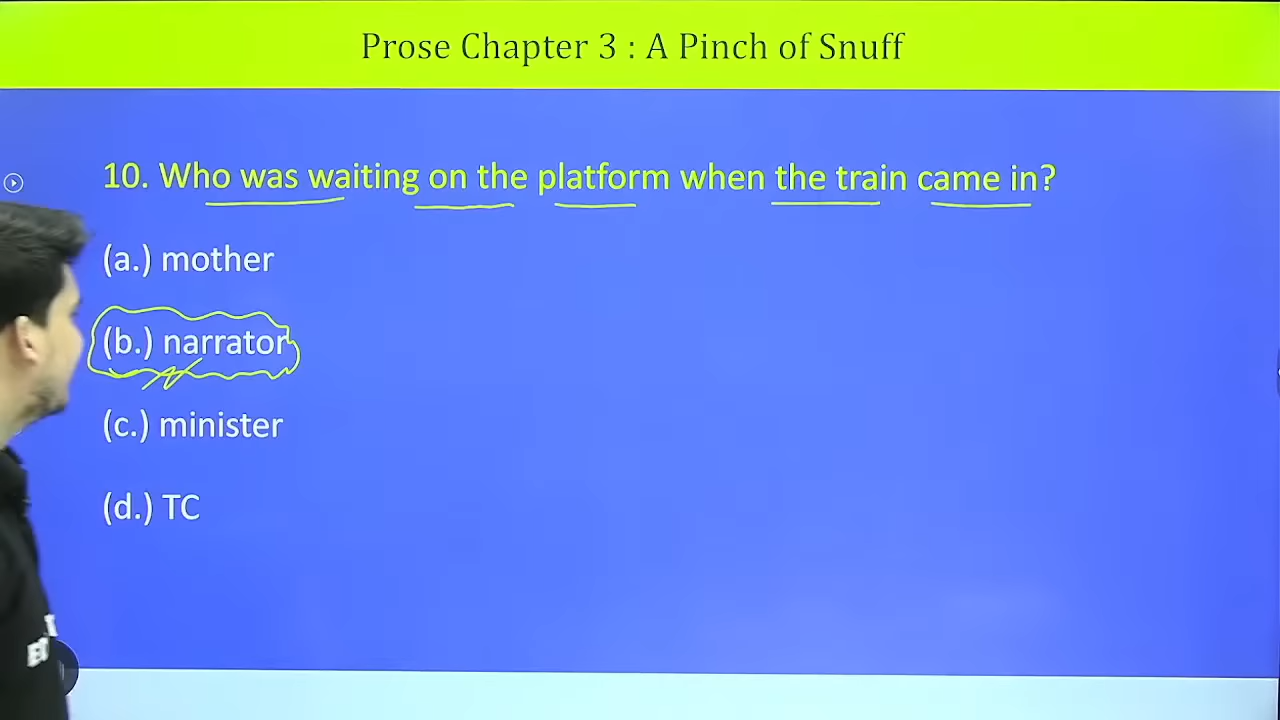 Prose Chapter 3 : A Pinch of Snuff
10. Who was waiting on the platform when the train came in?
(a.) mother
(b.) narrator
(c.) minister
(d.) TC